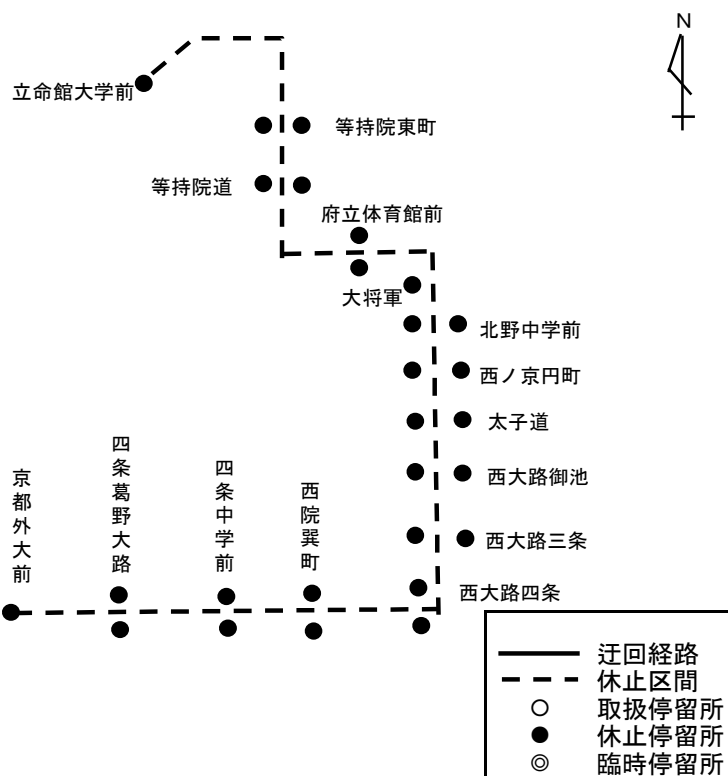 N
立命館大学前
等持院東町
等持院道
府立体育館前
大将軍
北野中学前
西ノ京円町
太子道
西大路御池
西大路三条
西大路四条
京都外大前
四条葛野大路
四条中学前
西院巽町
迂回経路
休止区間
取扱停留所
休止停留所
臨時停留所